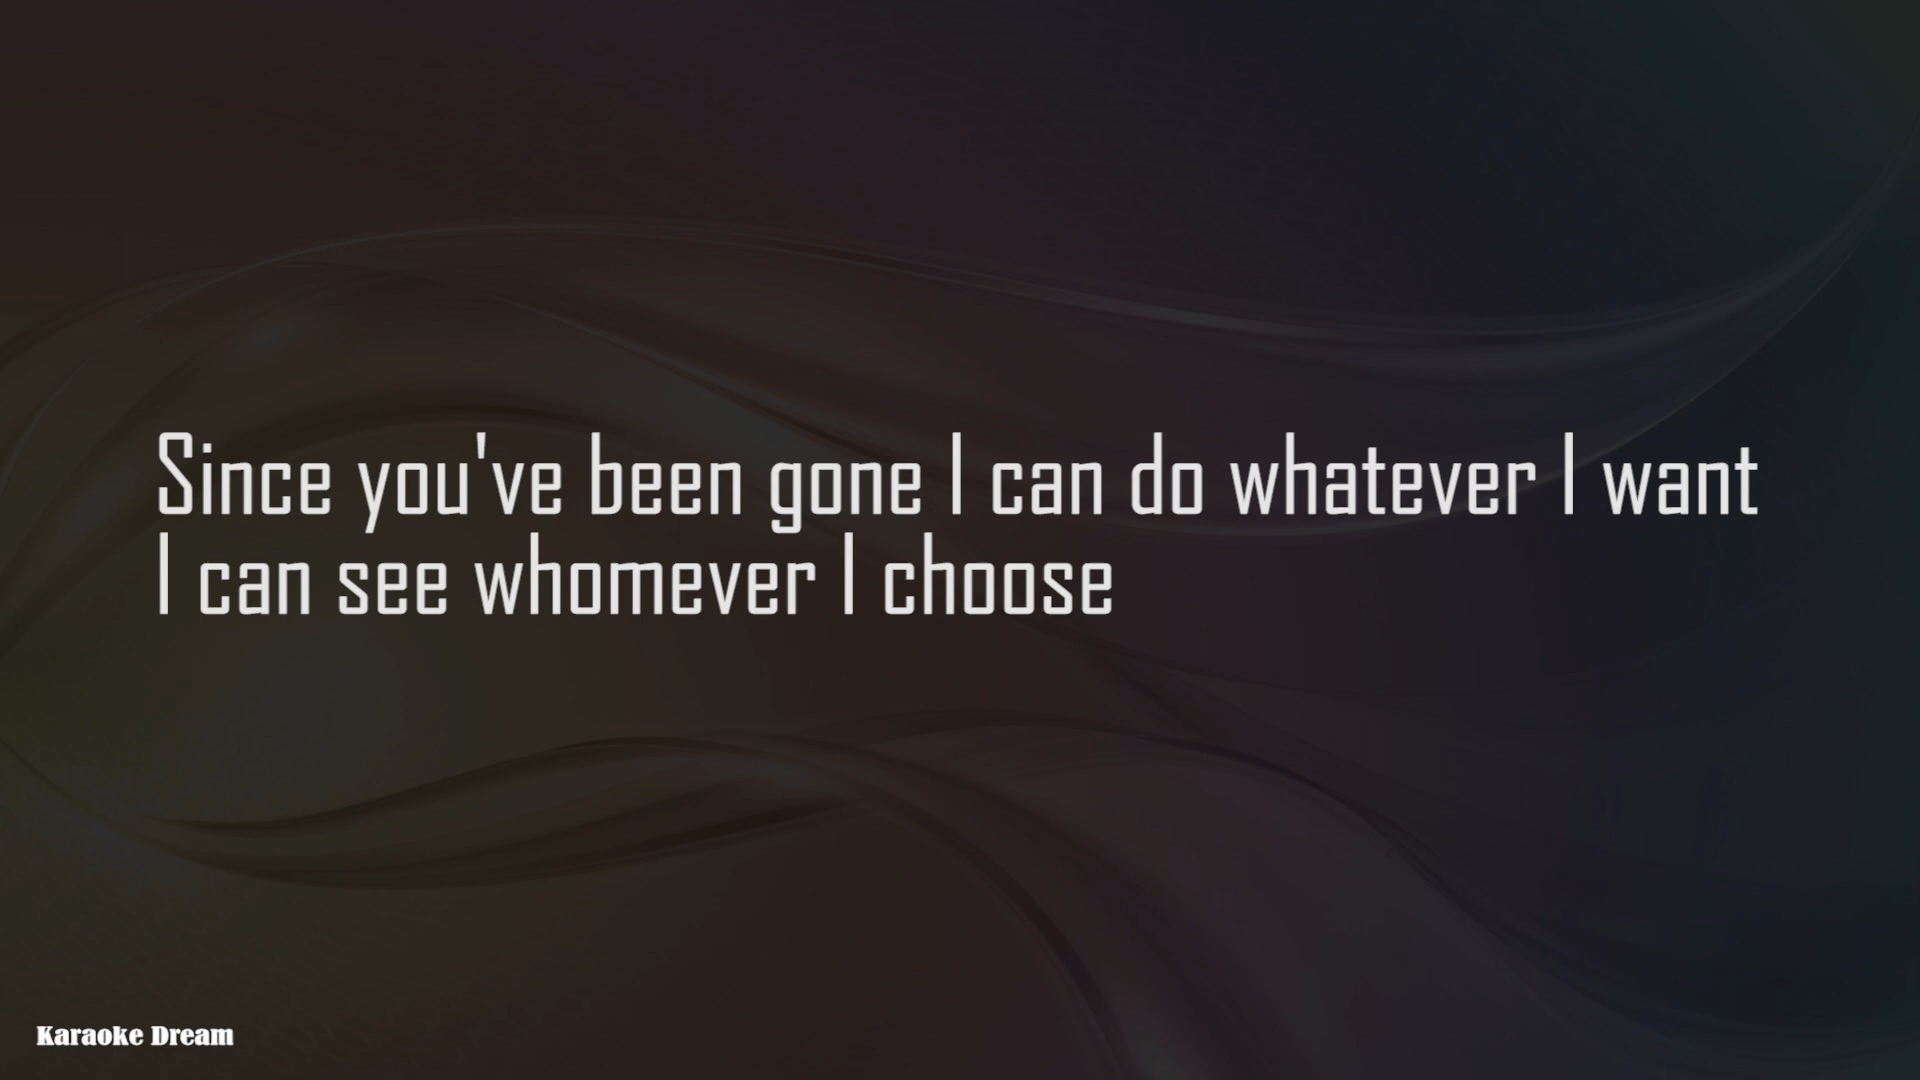 Since you've been gone I can do whatever I want
I can see whomever I choose
Karaoke Dream